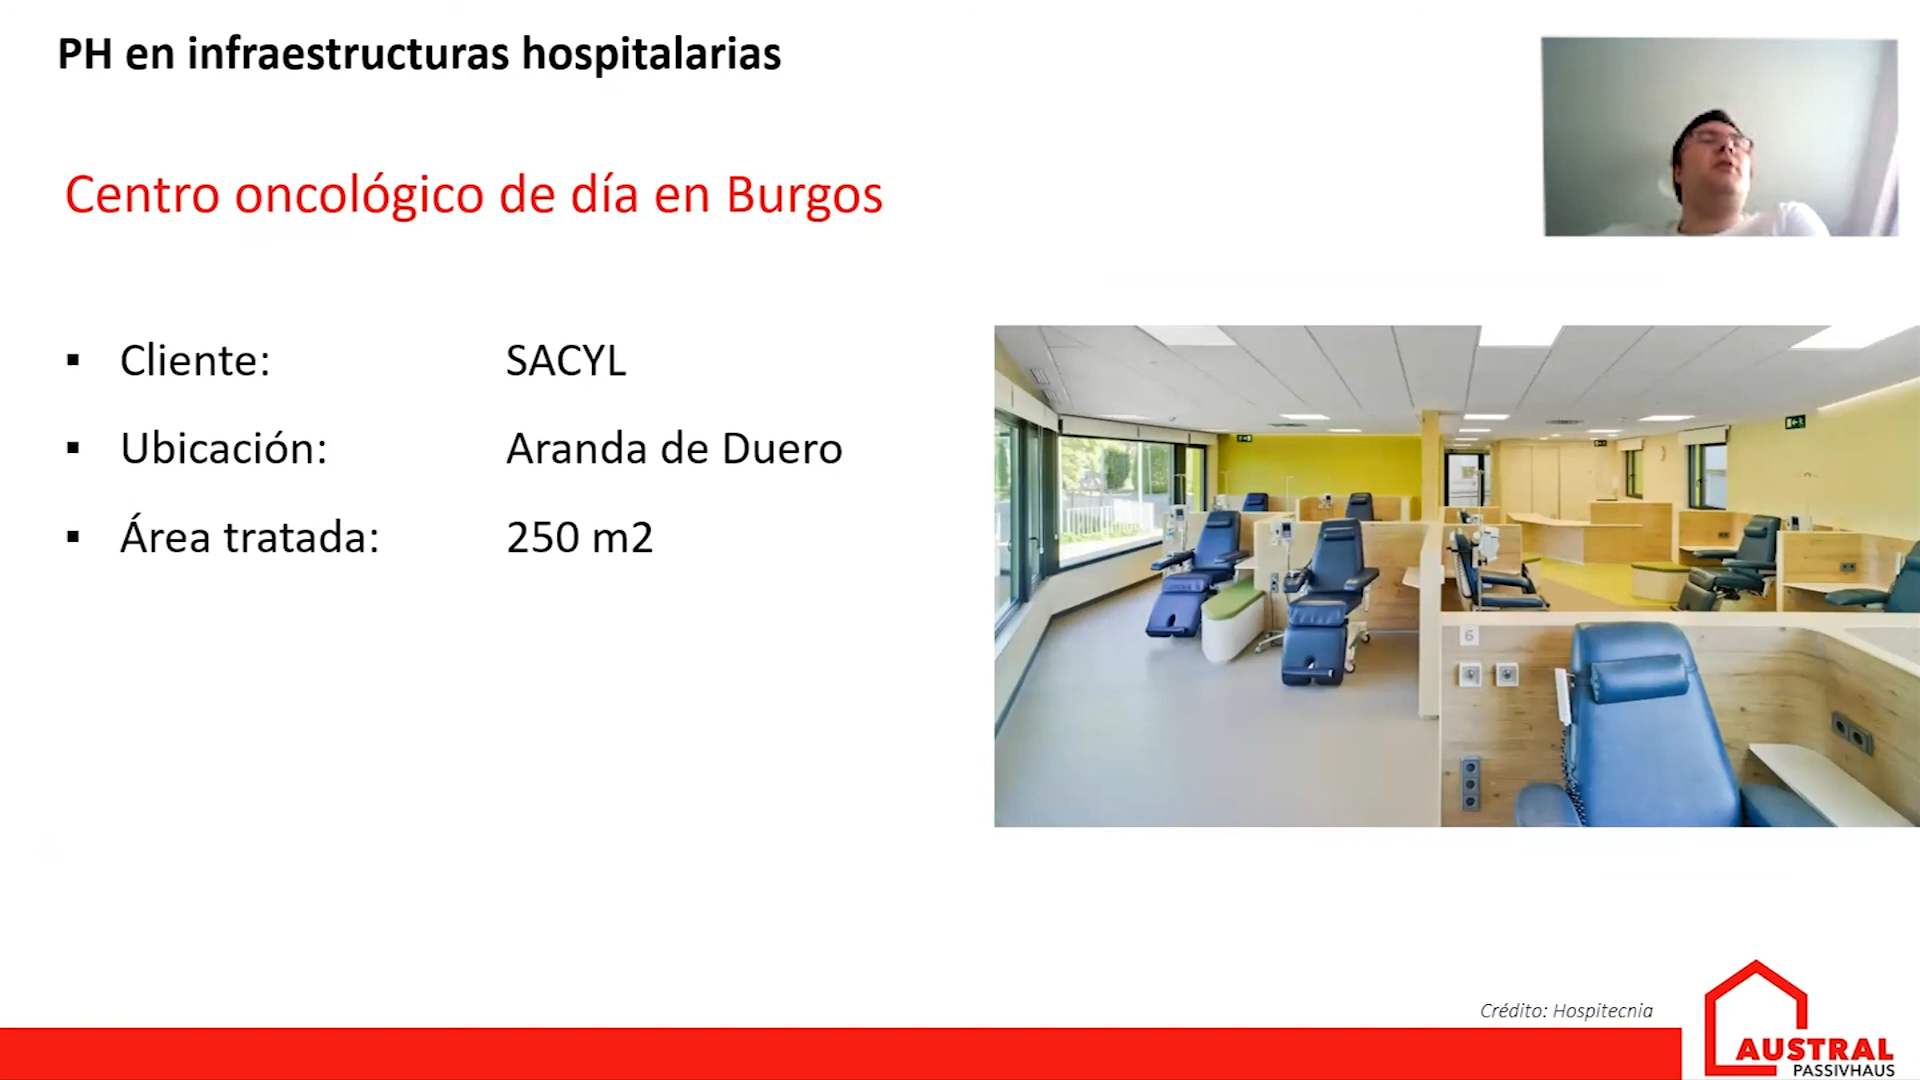 PH en infraestructuras hospitalarias
Centro oncológico de día en Burgos
▪ Cliente: SACYL
▪ Ubicación: Aranda de Duero
▪ Área tratada: 250 m2
6
Crédito: Hospitecnia
AUSTRAL
PASSIVHAUS